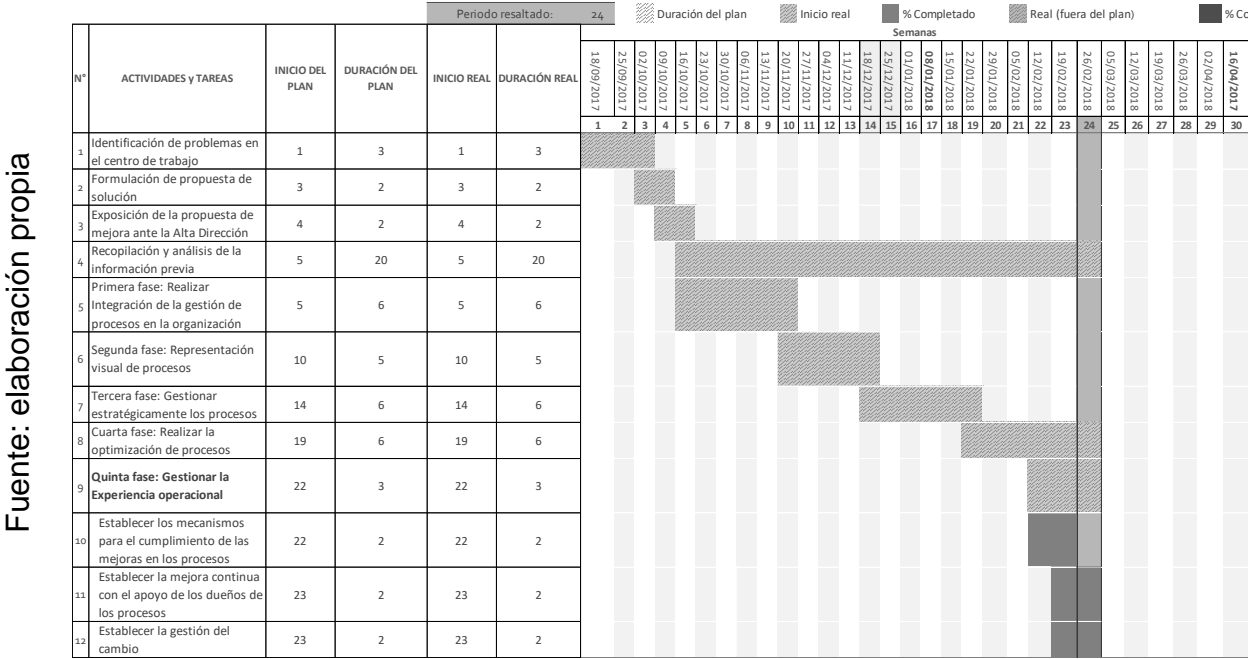 Periodo resaltado: 24 Duración del plan Inicio real % Completado Real (fuera del plan) % Co
Semanas
N° ACTIVIDADES y TAREAS INICIO DEL PLAN DURACIÓN DEL PLAN INICIO REAL DURACIÓN REAL
18/09/2017 25/09/2017 02/10/2017 09/10/2017 16/10/2017 23/10/2017 30/10/2017 06/11/2017 13/11/2017 20/11/2017 27/11/2017 04/12/2017 11/12/2017 18/12/2017 25/12/2017 01/01/2018 08/01/2018 15/01/2018 22/01/2018 29/01/2018 05/02/2018 12/02/2018 19/02/2018 26/02/2018 05/03/2018 12/03/2018 19/03/2018 26/03/2018 02/04/2018 16/04/2017
1 2 3 4 5 6 7 8 9 10 11 12 13 14 15 16 17 18 19 20 21 22 23 24 25 26 27 28 29 30
1 Identificación de problemas en
el centro de trabajo 1 3 1 3
2 Formulación de propuesta de
solución 3 2 3 2
3 Exposición de la propuesta de
mejora ante la Alta Dirección 4 2 4 2
4 Recopilación y análisis de la
información previa 5 20 5 20
Primera fase: Realizar
5 Integración de la gestión de 5 6 5 6
procesos en la organización
6 Segunda fase: Representación
visual de procesos 10 5 10 5
7 Tercera fase: Gestionar
estratégicamente los procesos 14 6 14 6
8 Cuarta fase: Realizar la
optimización de procesos 19 6 19 6
9 Quinta fase: Gestionar la
Experiencia operacional 22 3 22 3
Establecer los mecanismos
10 para el cumplimiento de las 22 2 22 2
mejoras en los procesos
Establecer la mejora continua
11 con el apoyo de los dueños de 23 2 23 2
los procesos
12 Establecer la gestión del
cambio 23 2 23 2
Fuente: elaboración propia